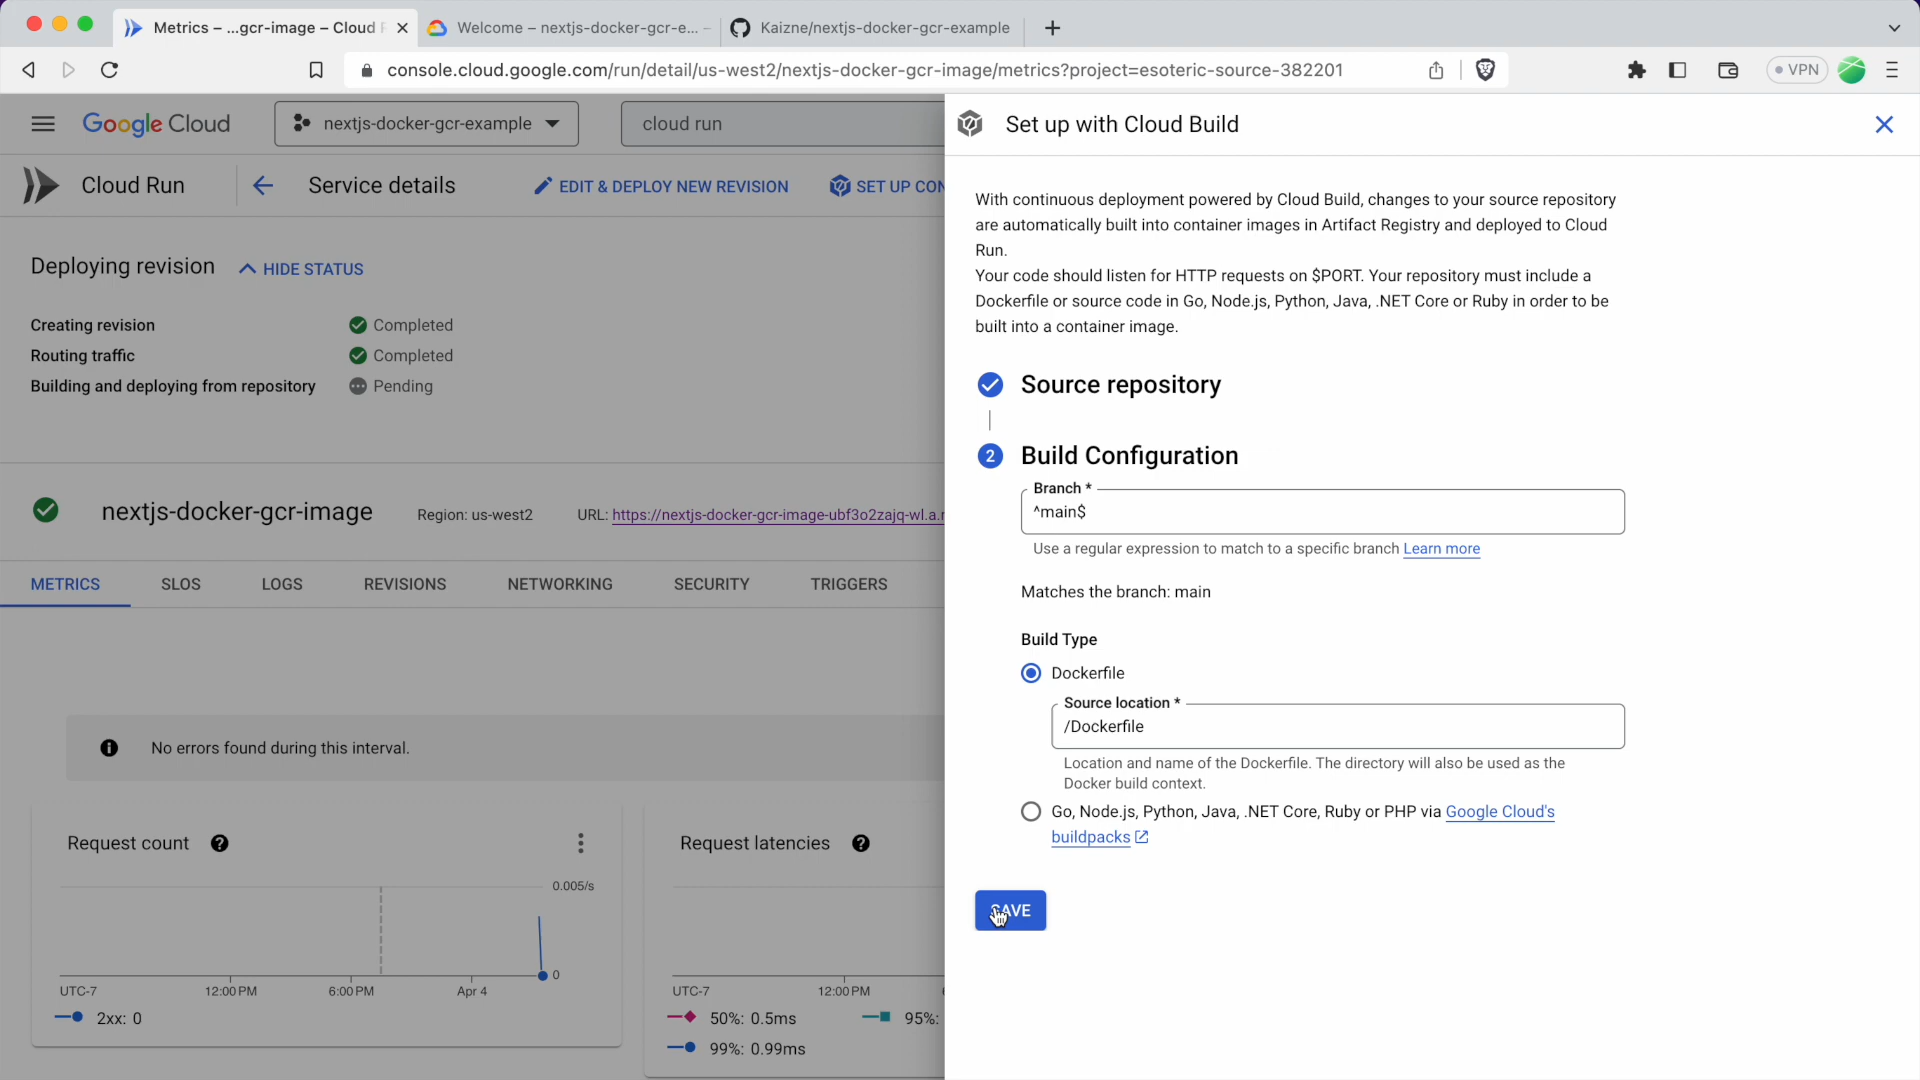 Metrics – ...gcr-image – Cloud R
Welcome – nextjs-docker-gcr-e... –
Kaizne/nextjs-docker-gcr-example
console.cloud.google.com/run/detail/us-west2/nextjs-docker-gcr-image/metrics?project=esoteric-source-382201
VPN
Google Cloud
nextjs-docker-gcr-example
cloud run
Cloud Run
Service details
EDIT & DEPLOY NEW REVISION
SET UP CON
Deploying revision
HIDE STATUS
Creating revision
Completed
Routing traffic
Completed
Building and deploying from repository
Pending
nextjs-docker-gcr-image
Region: us-west2
URL: https://nextjs-docker-gcr-image-ubf3o2zajq-wl.a.r
METRICS
SLOS
LOGS
REVISIONS
NETWORKING
SECURITY
TRIGGERS
No errors found during this interval.
Request count
0.005/s
0
UTC-7
12:00 PM
6:00 PM
Apr 4
2xx: 0
Request latencies
UTC-7
12:00 PM
50%: 0.5ms
95%:
99%: 0.99ms
Set up with Cloud Build
With continuous deployment powered by Cloud Build, changes to your source repository
are automatically built into container images in Artifact Registry and deployed to Cloud
Run.
Your code should listen for HTTP requests on $PORT. Your repository must include a
Dockerfile or source code in Go, Node.js, Python, Java, .NET Core or Ruby in order to be
built into a container image.
Source repository
2
Build Configuration
Branch *
^main$
Use a regular expression to match to a specific branch Learn more
Matches the branch: main
Build Type
Dockerfile
Source location *
/Dockerfile
Location and name of the Dockerfile. The directory will also be used as the
Docker build context.
Go, Node.js, Python, Java, .NET Core, Ruby or PHP via Google Cloud's
buildpacks
SAVE